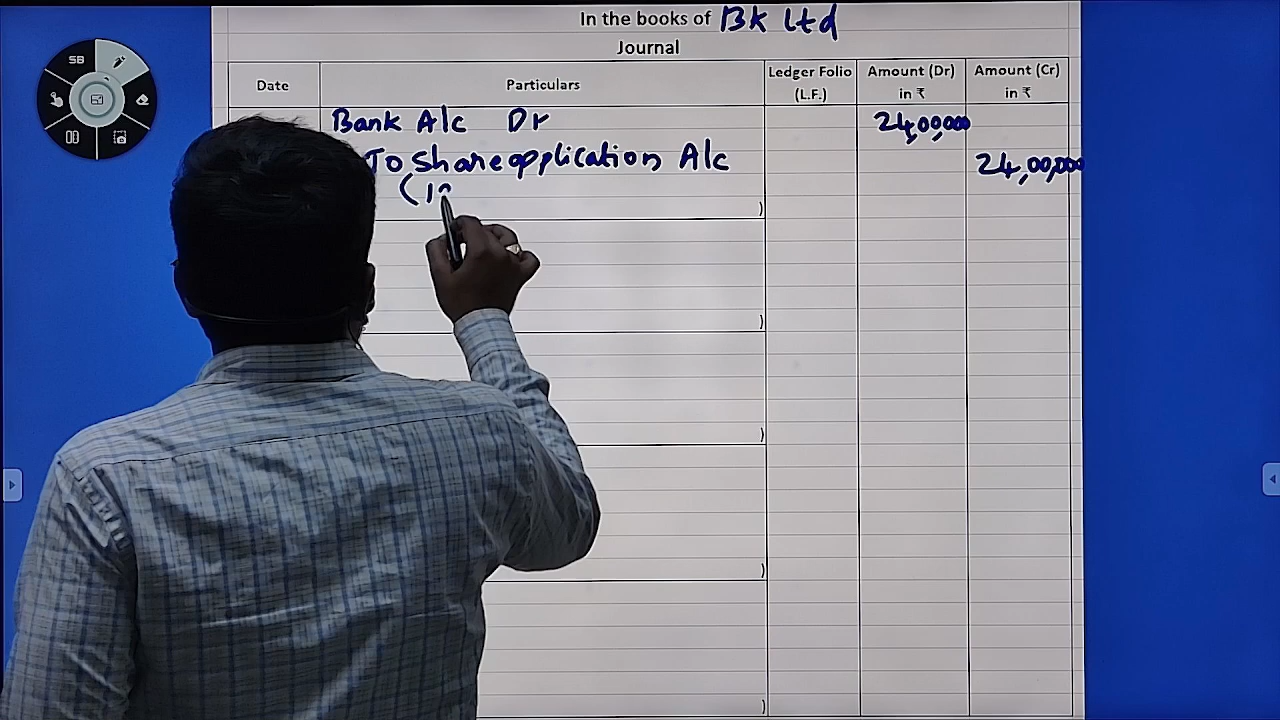 In the books of BK Ltd
Journal
Date Particulars Ledger Folio (L.F.) Amount (Dr) in ₹ Amount (Cr) in ₹
Bank A/c Dr 24,00,000
To Share application A/c 24,00,000
(
)
)
)
)
)
SB